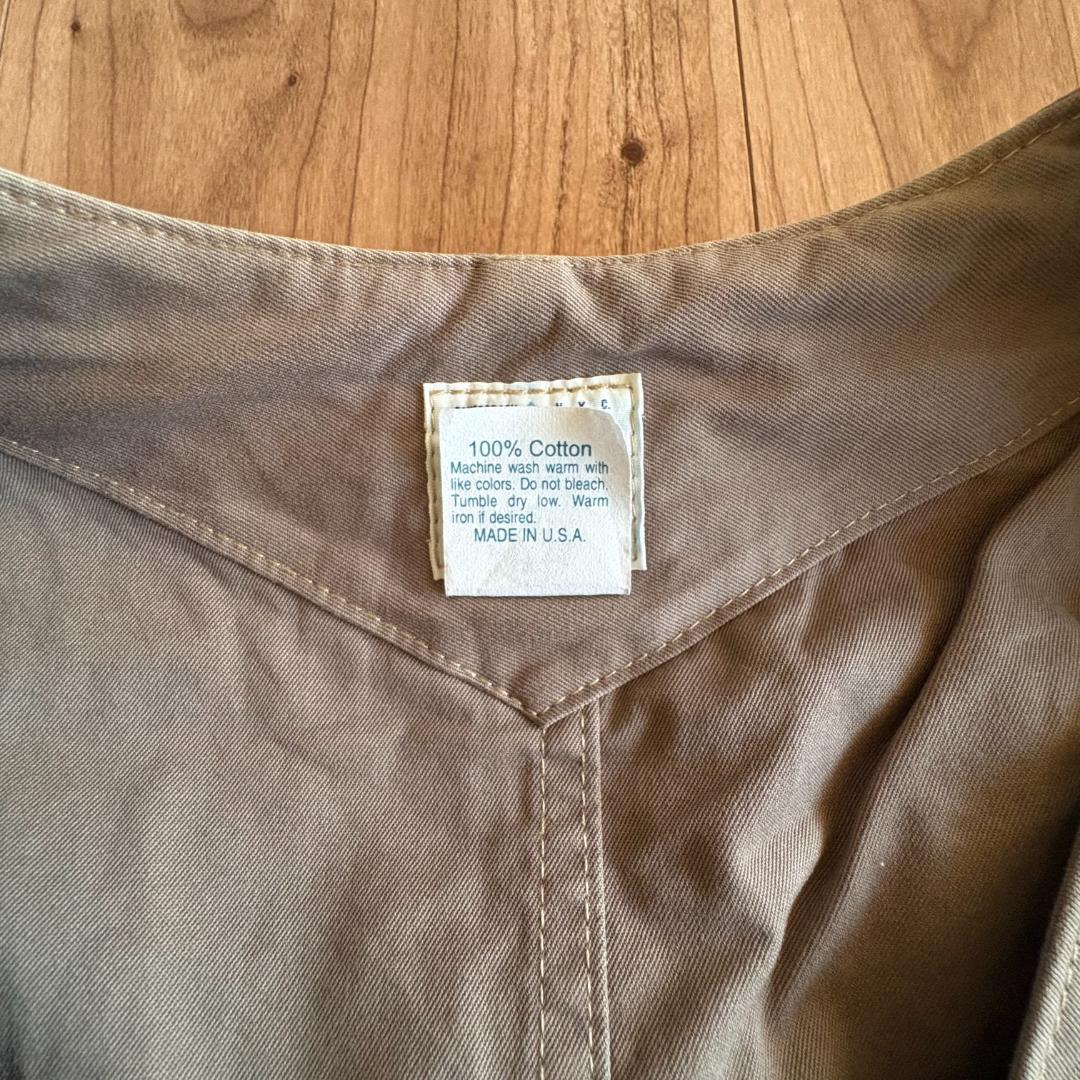 N. Y. C.
100% Cotton
Machine wash warm with
like colors. Do not bleach.
Tumble dry low. Warm
iron if desired.
MADE IN U.S.A.